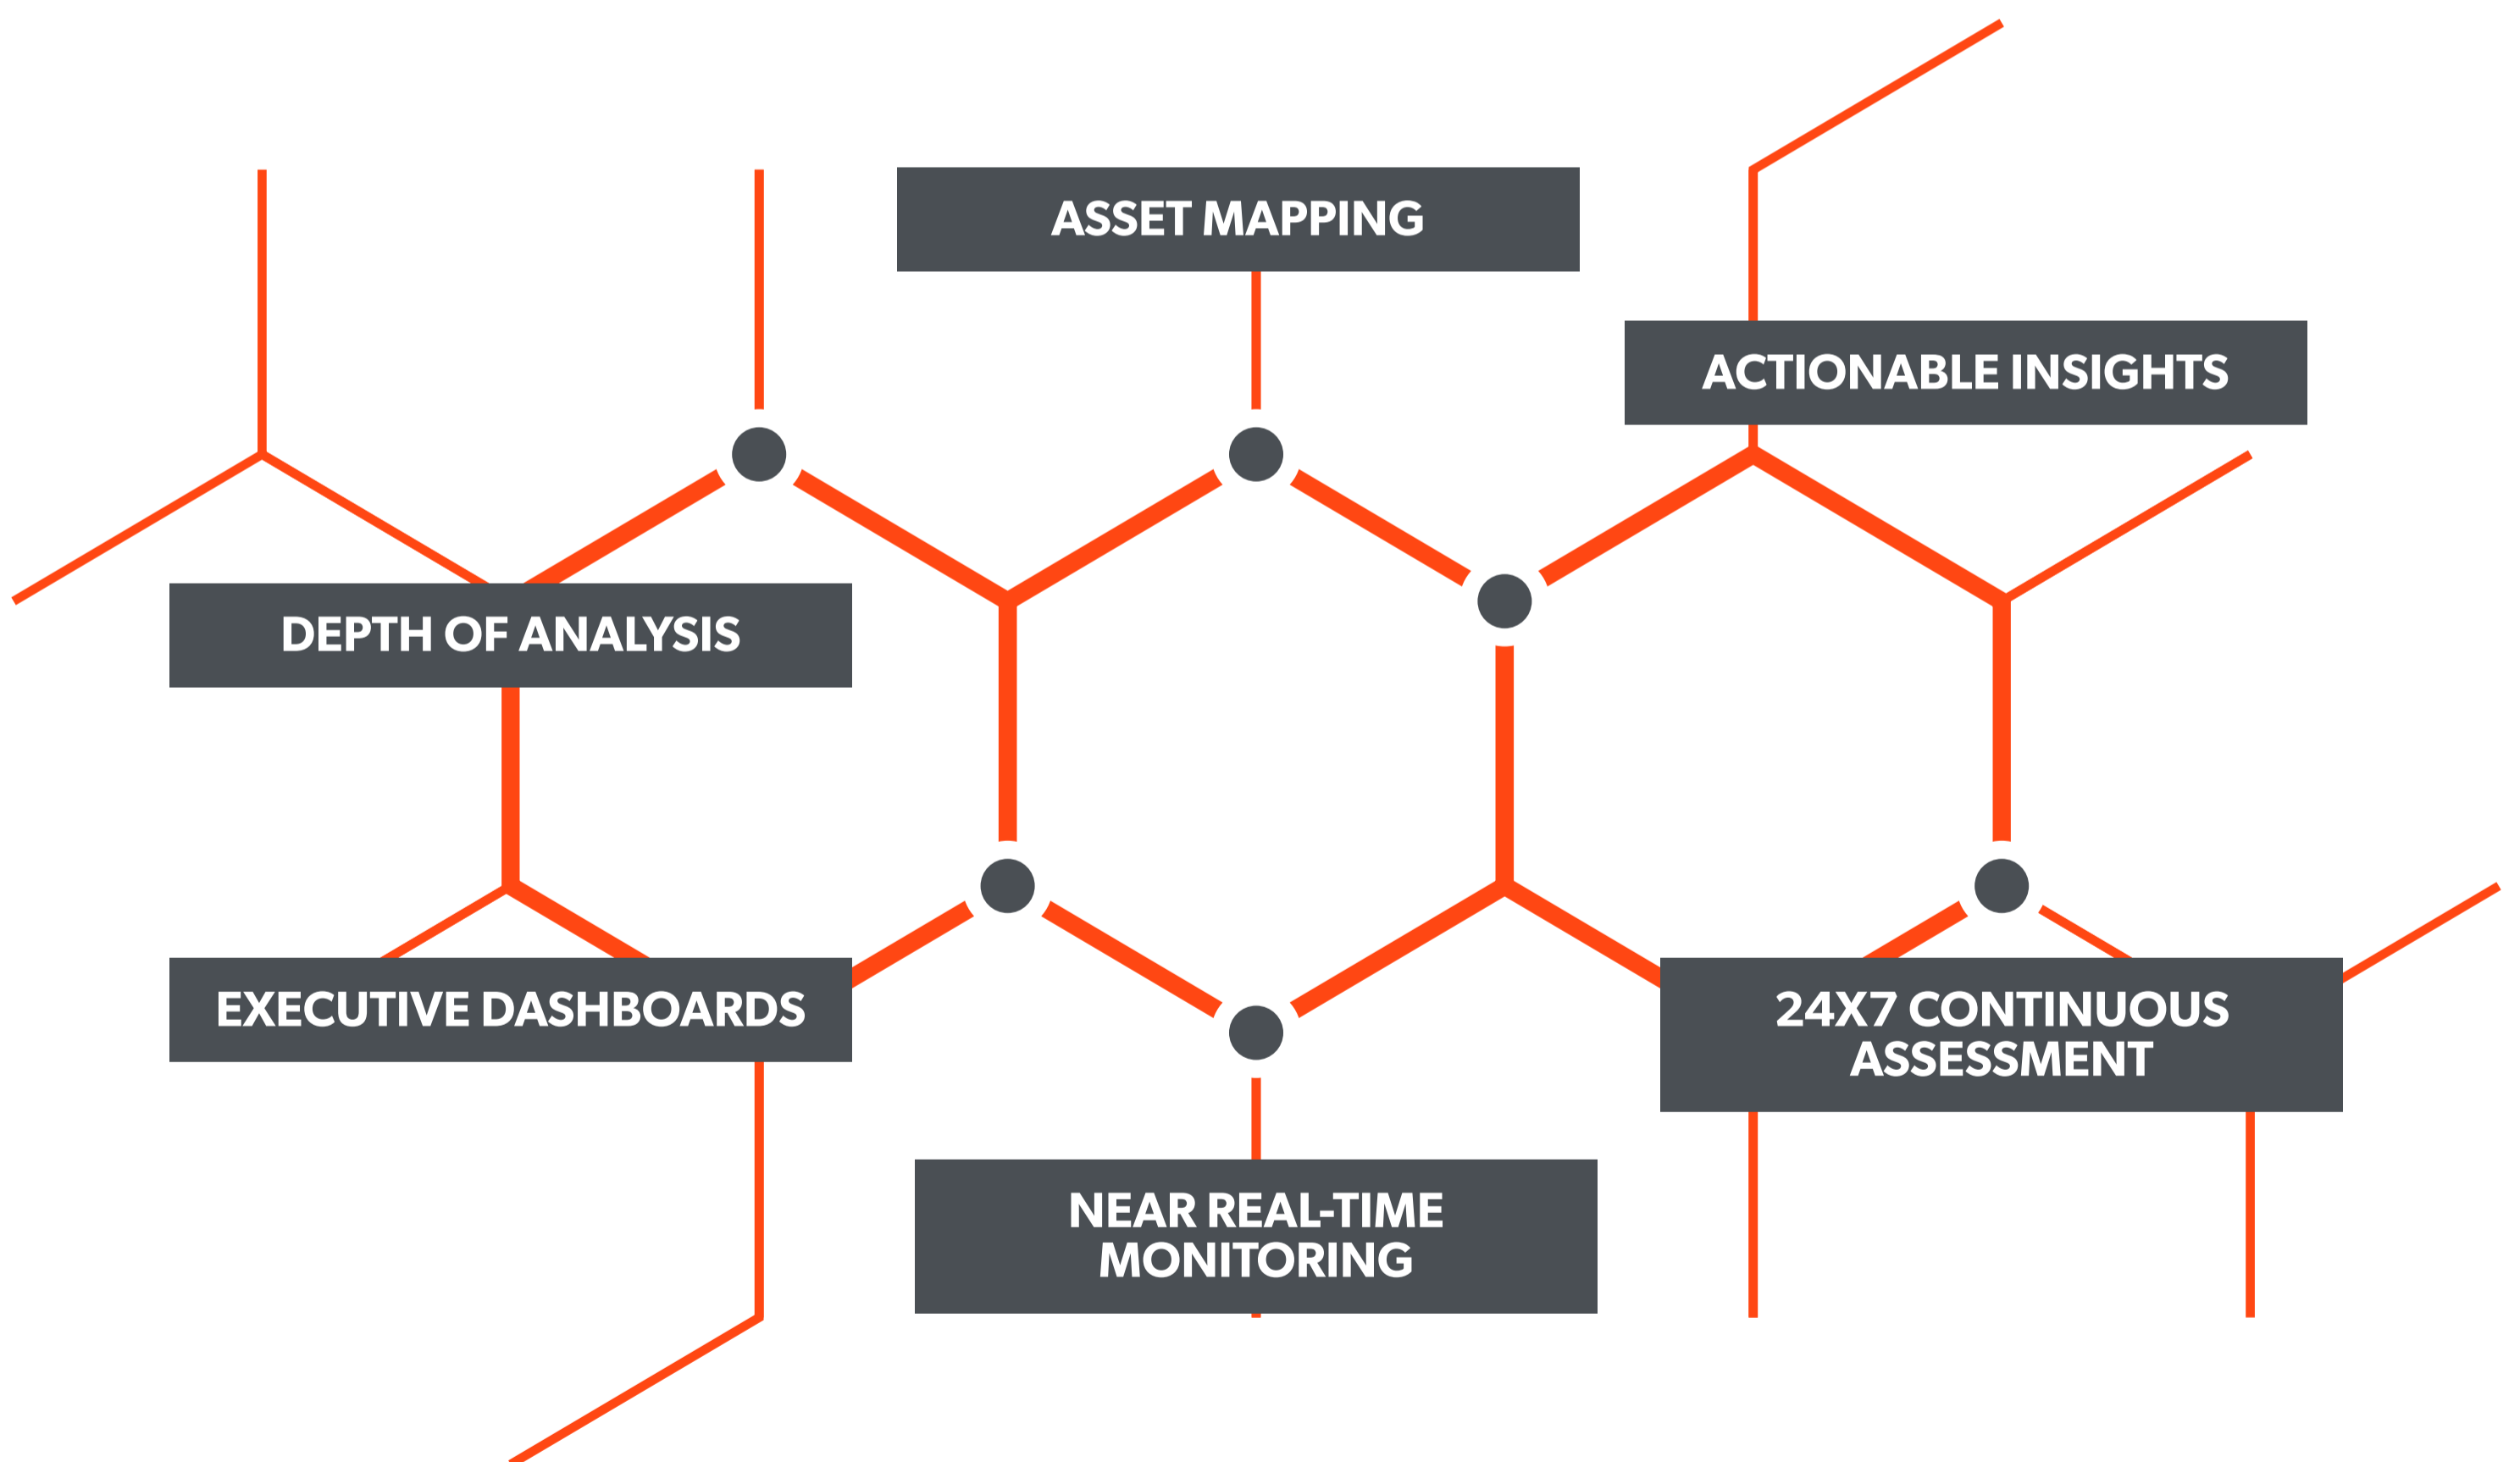 ASSET MAPPING
ACTIONABLE INSIGHTS
DEPTH OF ANALYSIS
EXECUTIVE DASHBOARDS
24X7 CONTINUOUS
ASSESSMENT
NEAR REAL-TIME
MONITORING